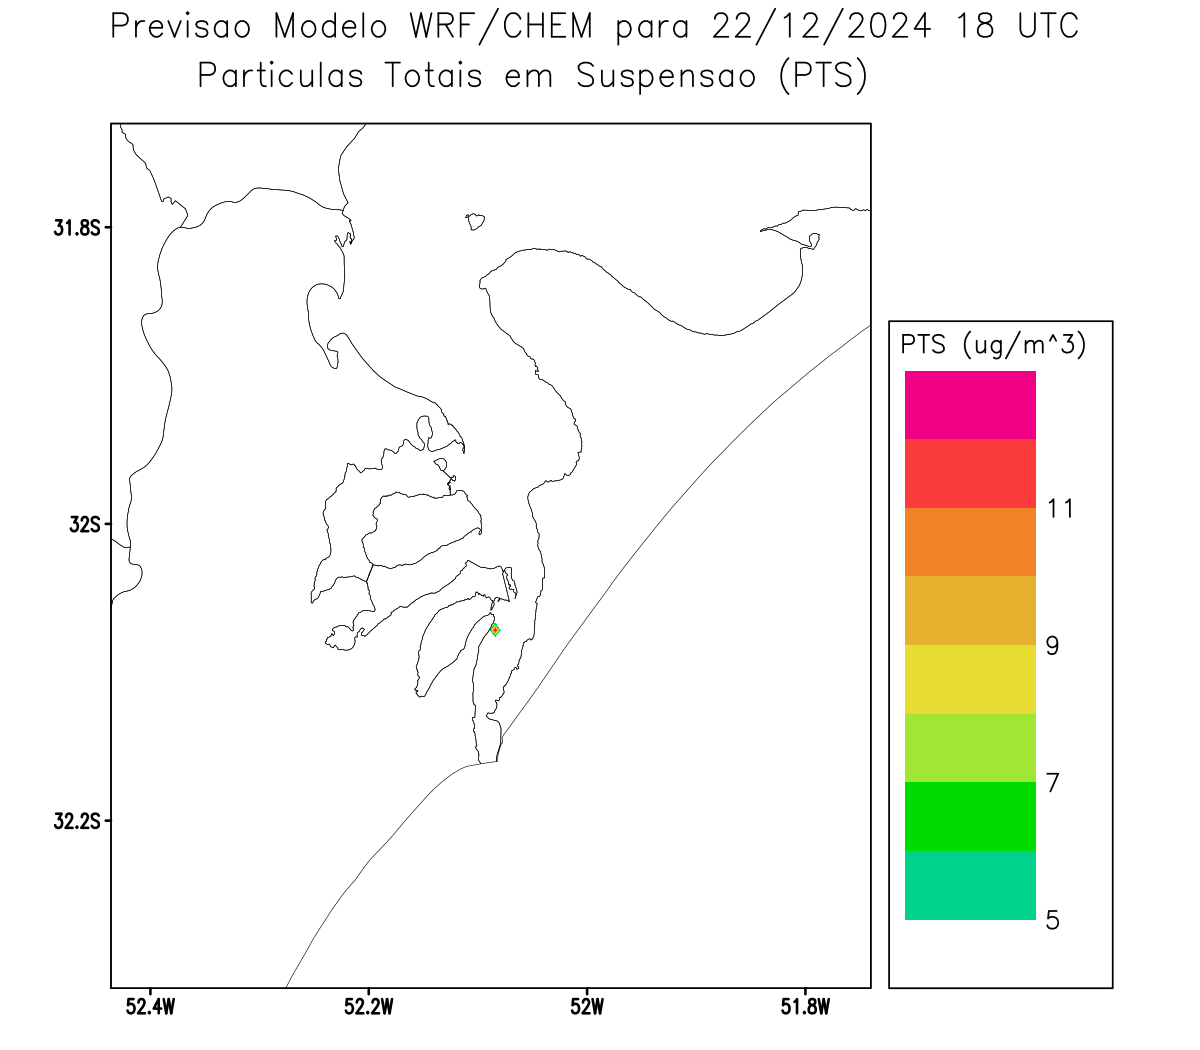 Previsao Modelo WRF/CHEM para 22/12/2024 18 UTC
Particulas Totais em Suspensao (PTS)
31.8S
32S
32.2S
52.4W
52.2W
52W
51.8W
PTS (ug/m^3)
11
9
7
5